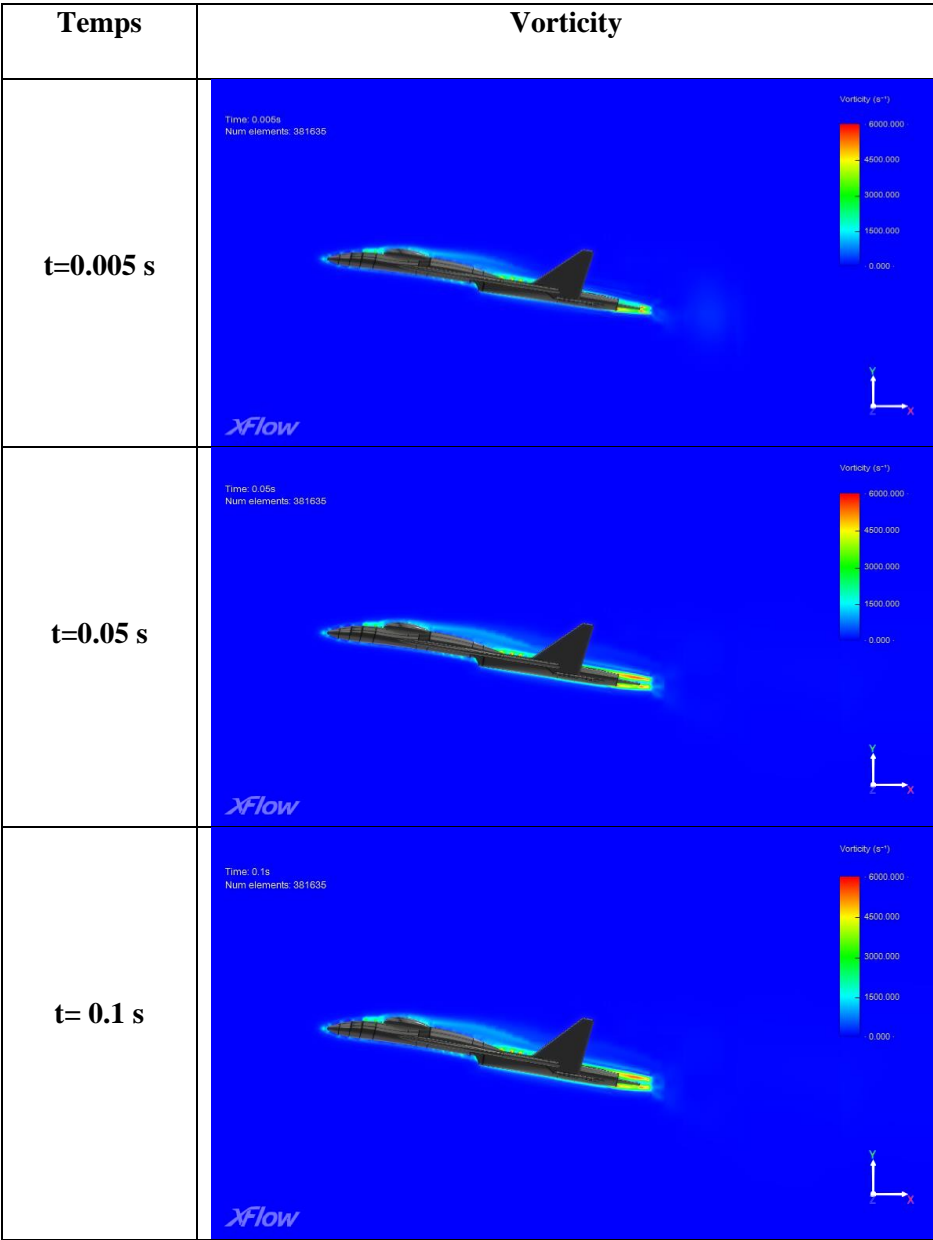 Temps
Vorticity
t=0.005 s
Time: 0.005s
Num elements: 381635
Vorticity (s⁻¹)
6000.000
4500.000
3000.000
1500.000
0.000
Y
Z
X
XFlow
t=0.05 s
Time: 0.05s
Num elements: 381635
Vorticity (s⁻¹)
6000.000
4500.000
3000.000
1500.000
0.000
Y
Z
X
XFlow
t= 0.1 s
Time: 0.1s
Num elements: 381635
Vorticity (s⁻¹)
6000.000
4500.000
3000.000
1500.000
0.000
Y
Z
X
XFlow